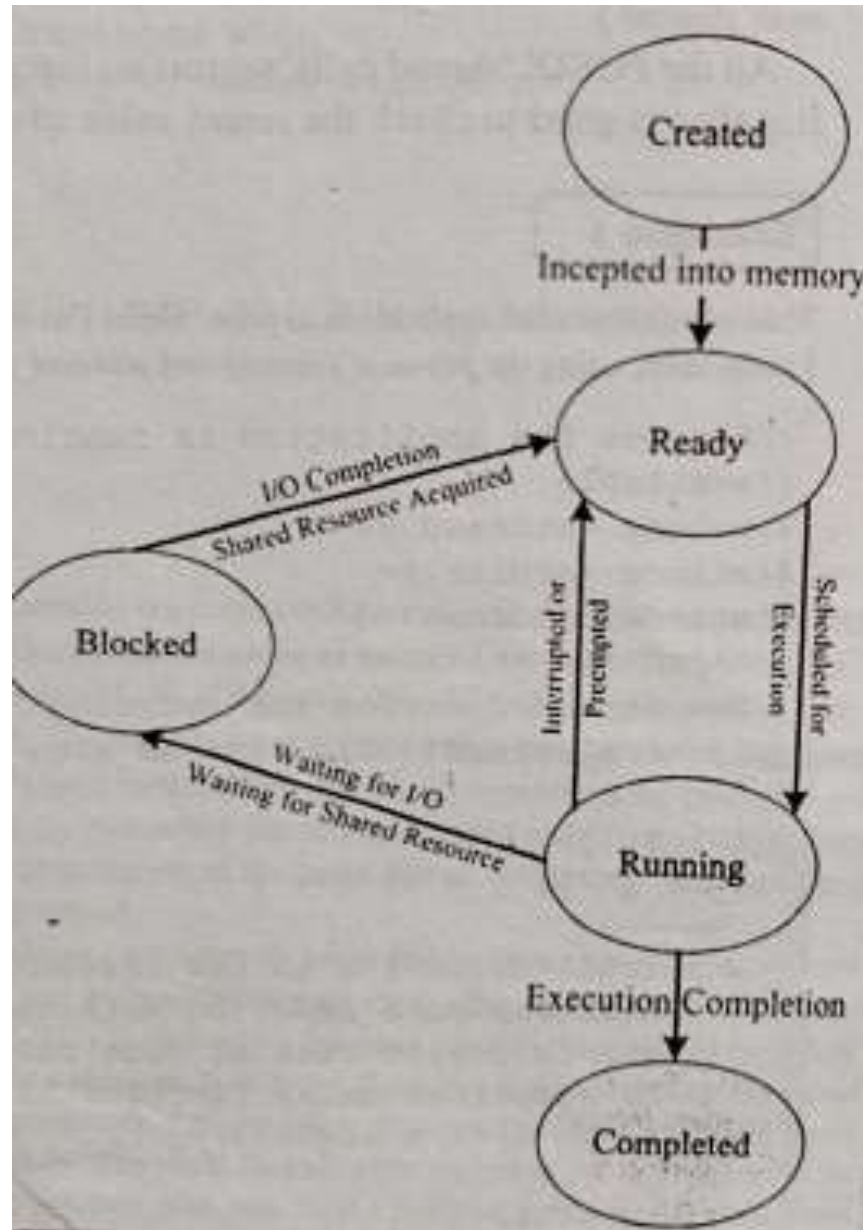 Created
Incepted into memory
Ready
I/O Completion
Shared Resource Acquired
Interrupted or
Preempted
Scheduled for
Execution
Blocked
Waiting for I/O
Waiting for Shared Resource
Running
Execution Completion
Completed